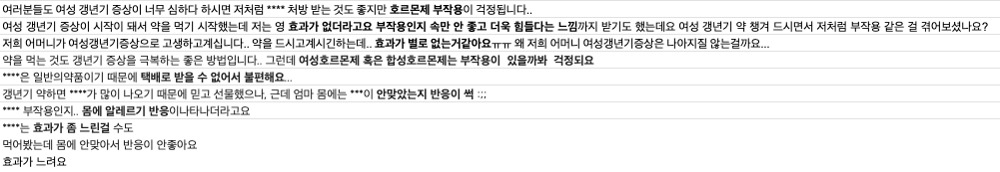 여러분들도 여성 갱년기 증상이 너무 심하다 하시면 저처럼 **** 처방 받는 것도 좋지만 호르몬제 부작용이 걱정됩니다..
여성 갱년기 증상이 시작이 돼서 약을 먹기 시작했는데 저는 영 효과가 없더라고요 부작용인지 속만 안 좋고 더욱 힘들다는 느낌까지 받기도 했는데요 여성 갱년기 약 챙겨 드시면서 저처럼 부작용 같은 걸 겪어보셨나요?
저희 어머니가 여성갱년기증상으로 고생하고계십니다.. 약을 드시고계시긴하는데.. 효과가 별로 없는거같아요ㅠㅠ 왜 저희 어머니 여성갱년기증상은 나아지질 않는걸까요...
약을 먹는 것도 갱년기 증상을 극복하는 좋은 방법입니다.. 그런데 여성호르몬제 혹은 합성호르몬제는 부작용이 있을까봐 걱정되요
****은 일반의약품이기 때문에 택배로 받을 수 없어서 불편해요...
갱년기 약하면 ****가 많이 나오기 때문에 믿고 선물했으나, 근데 엄마 몸에는 ***이 안맞았는지 반응이 썩 :;;
**** 부작용인지.. 몸에 알레르기 반응이나타나더라고요
****는 효과가 좀 느린걸 수도
먹어봤는데 몸에 안맞아서 반응이 안좋아요
효과가 느려요